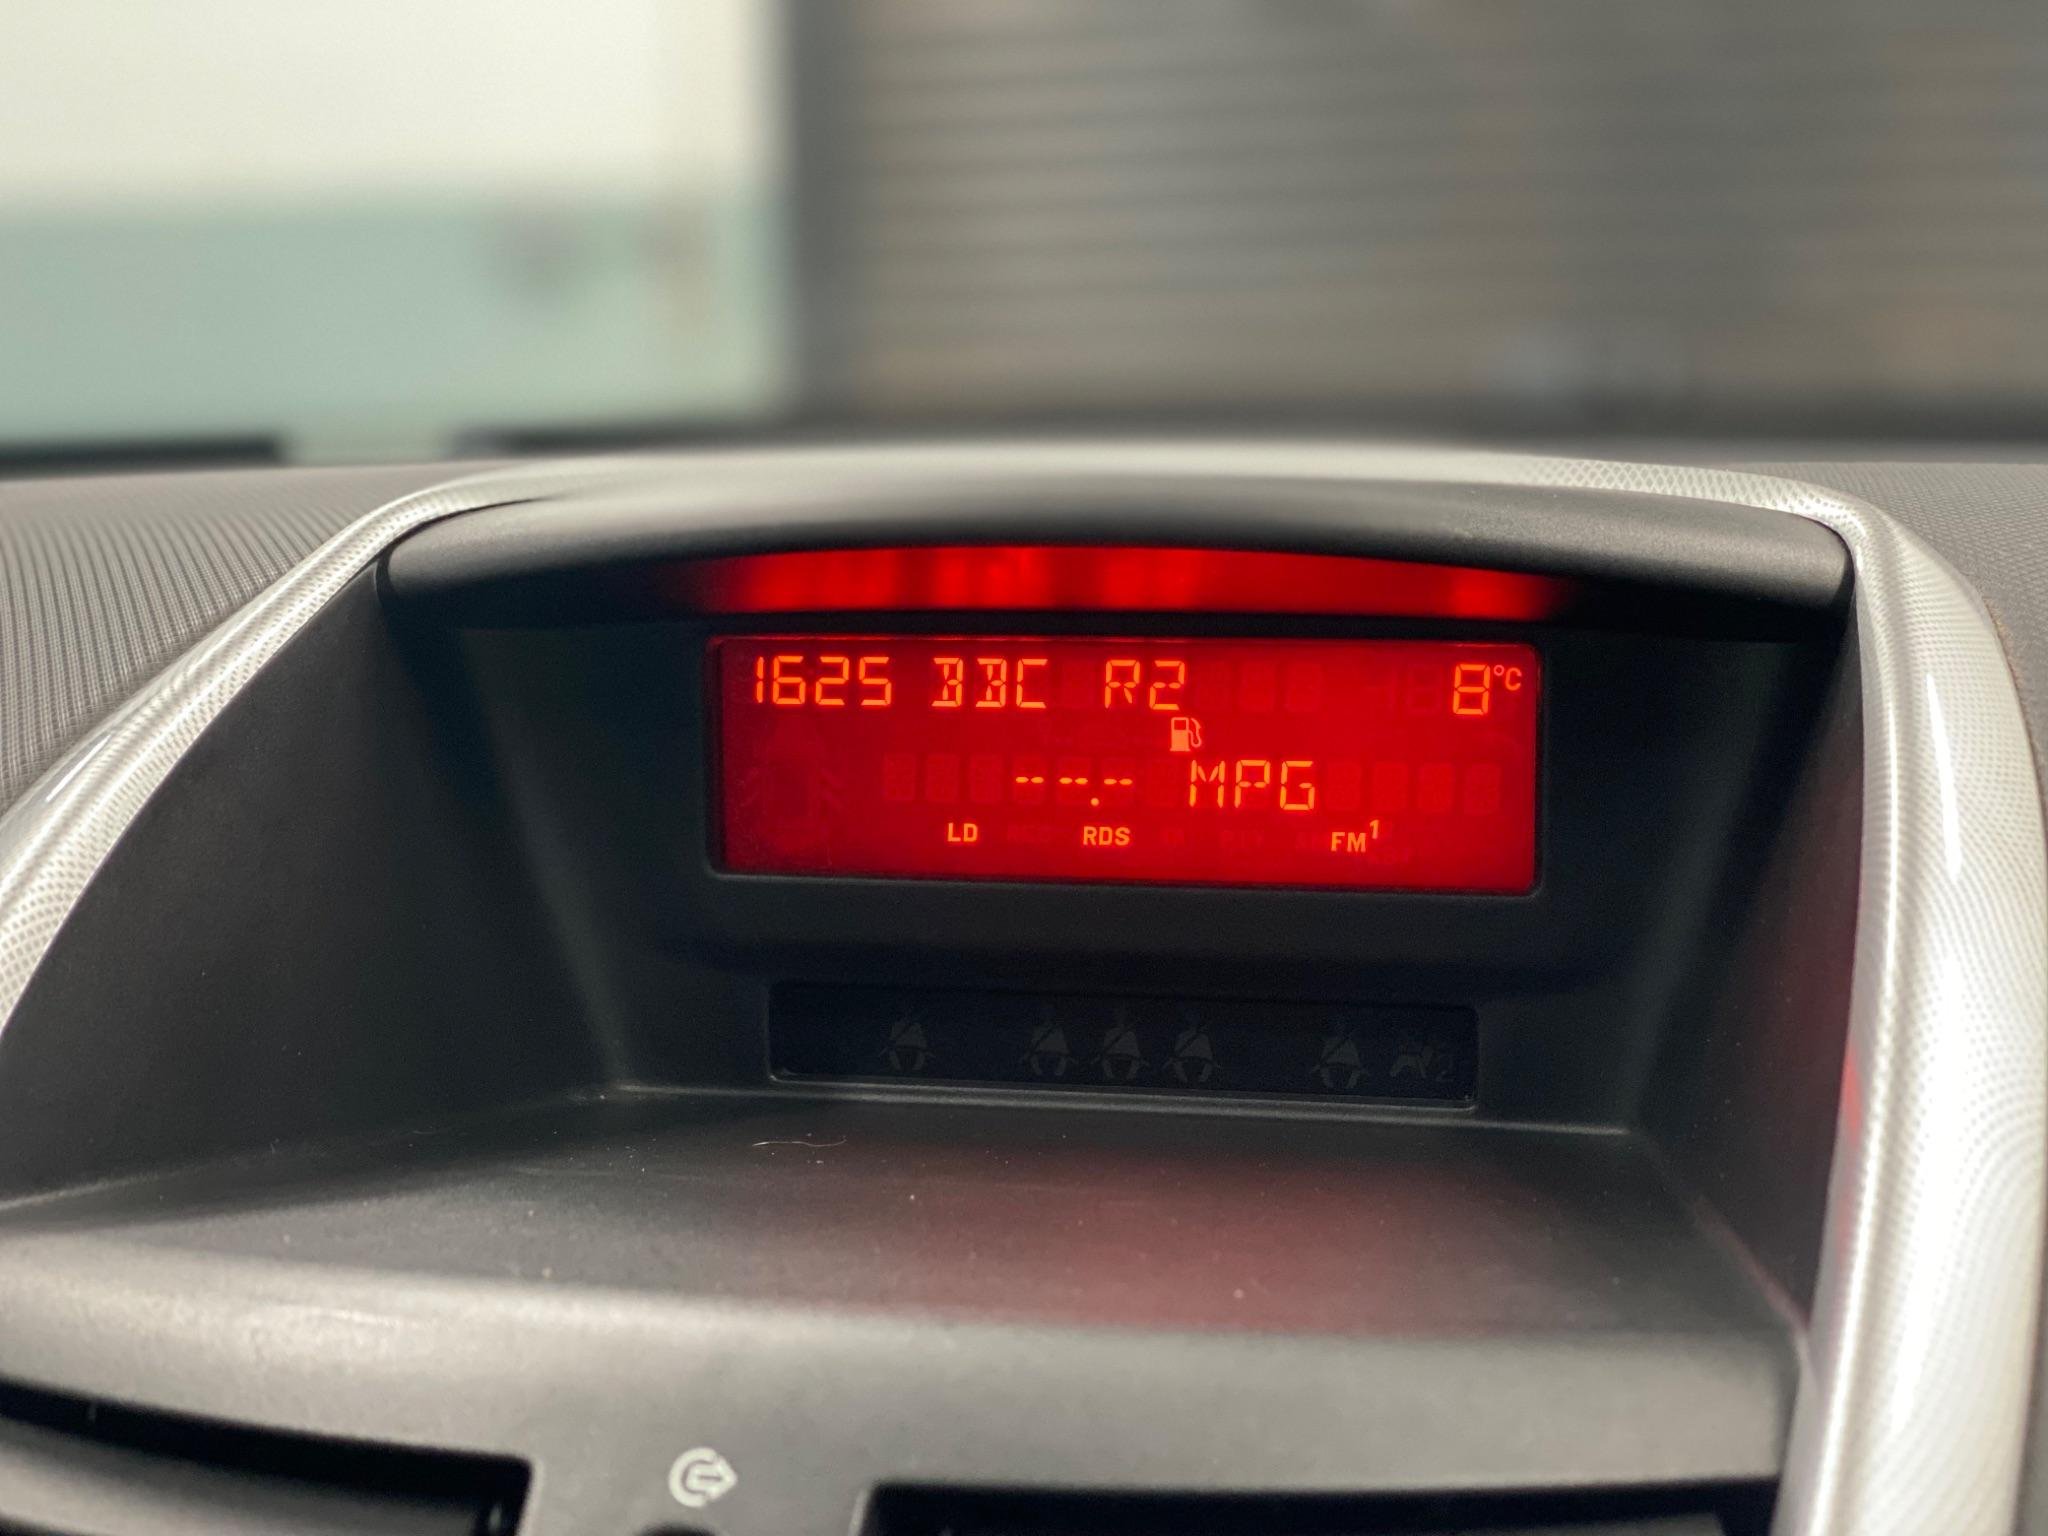 1625 BBC R2 8°C
--.- MPG
LD RDS FM1